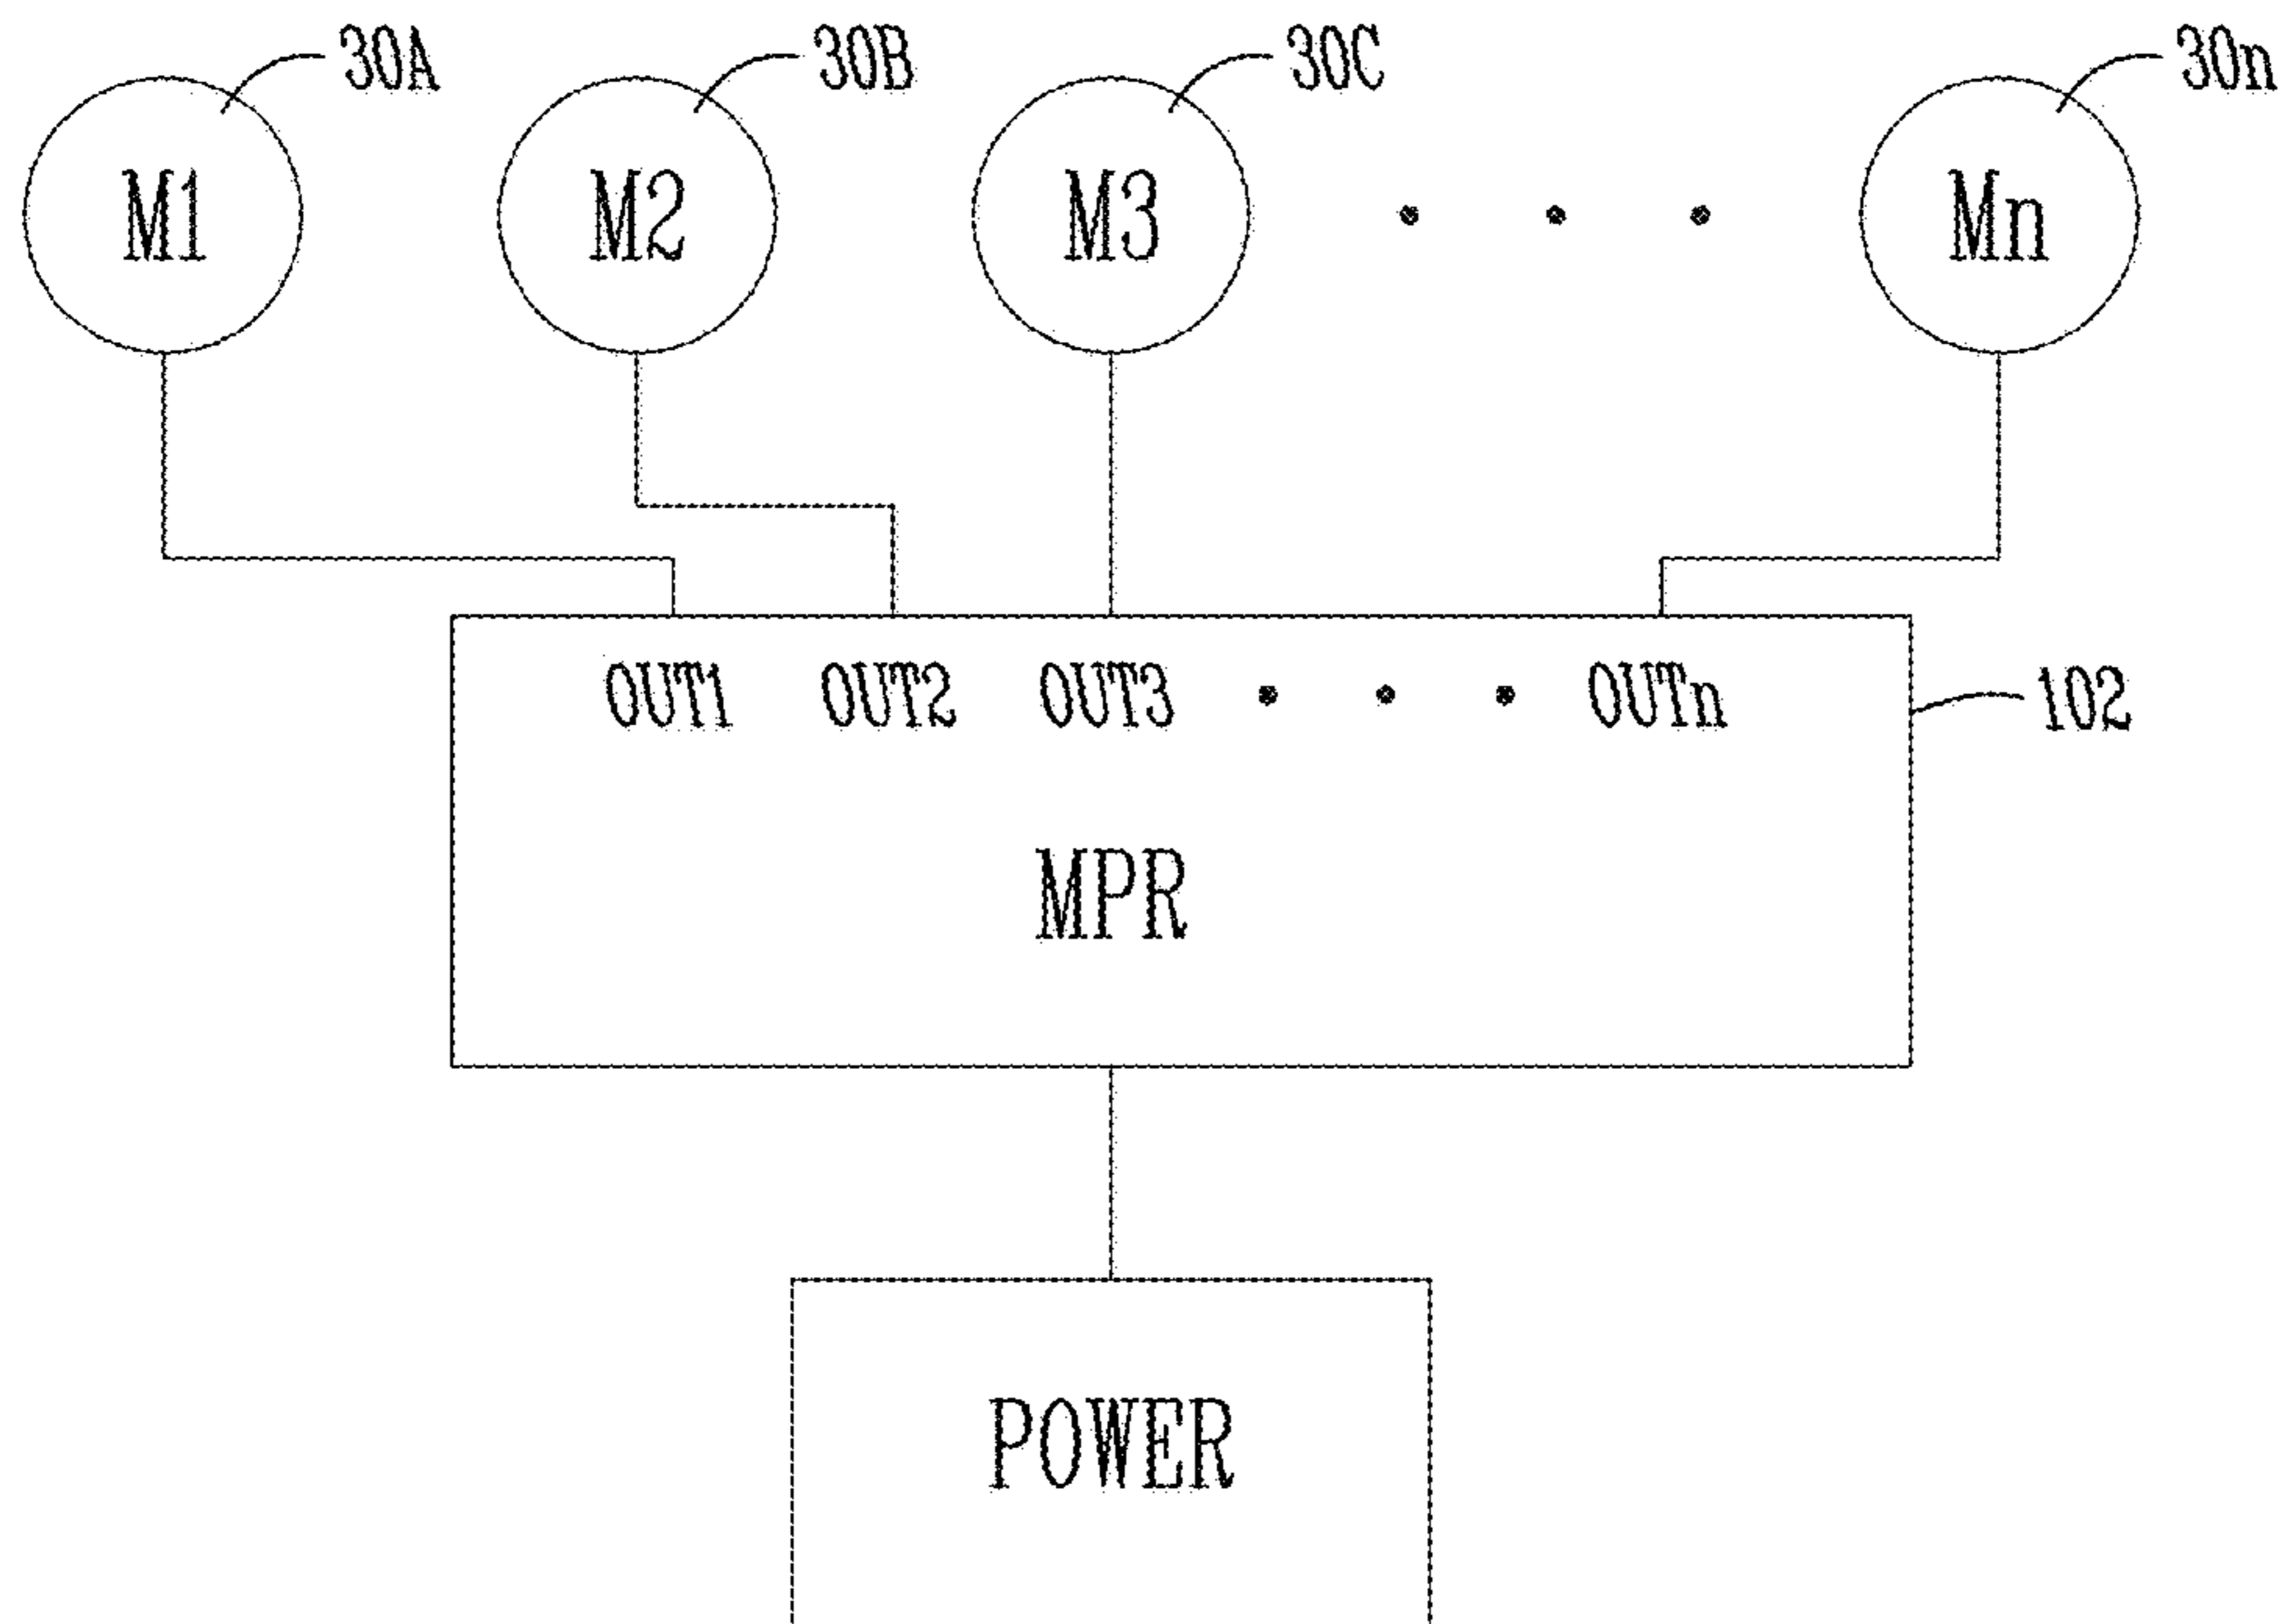 30A 30B 30C 30n
M1 M2 M3 • • • Mn
OUT1 OUT2 OUT3 • • • OUTn 102
MPR
POWER